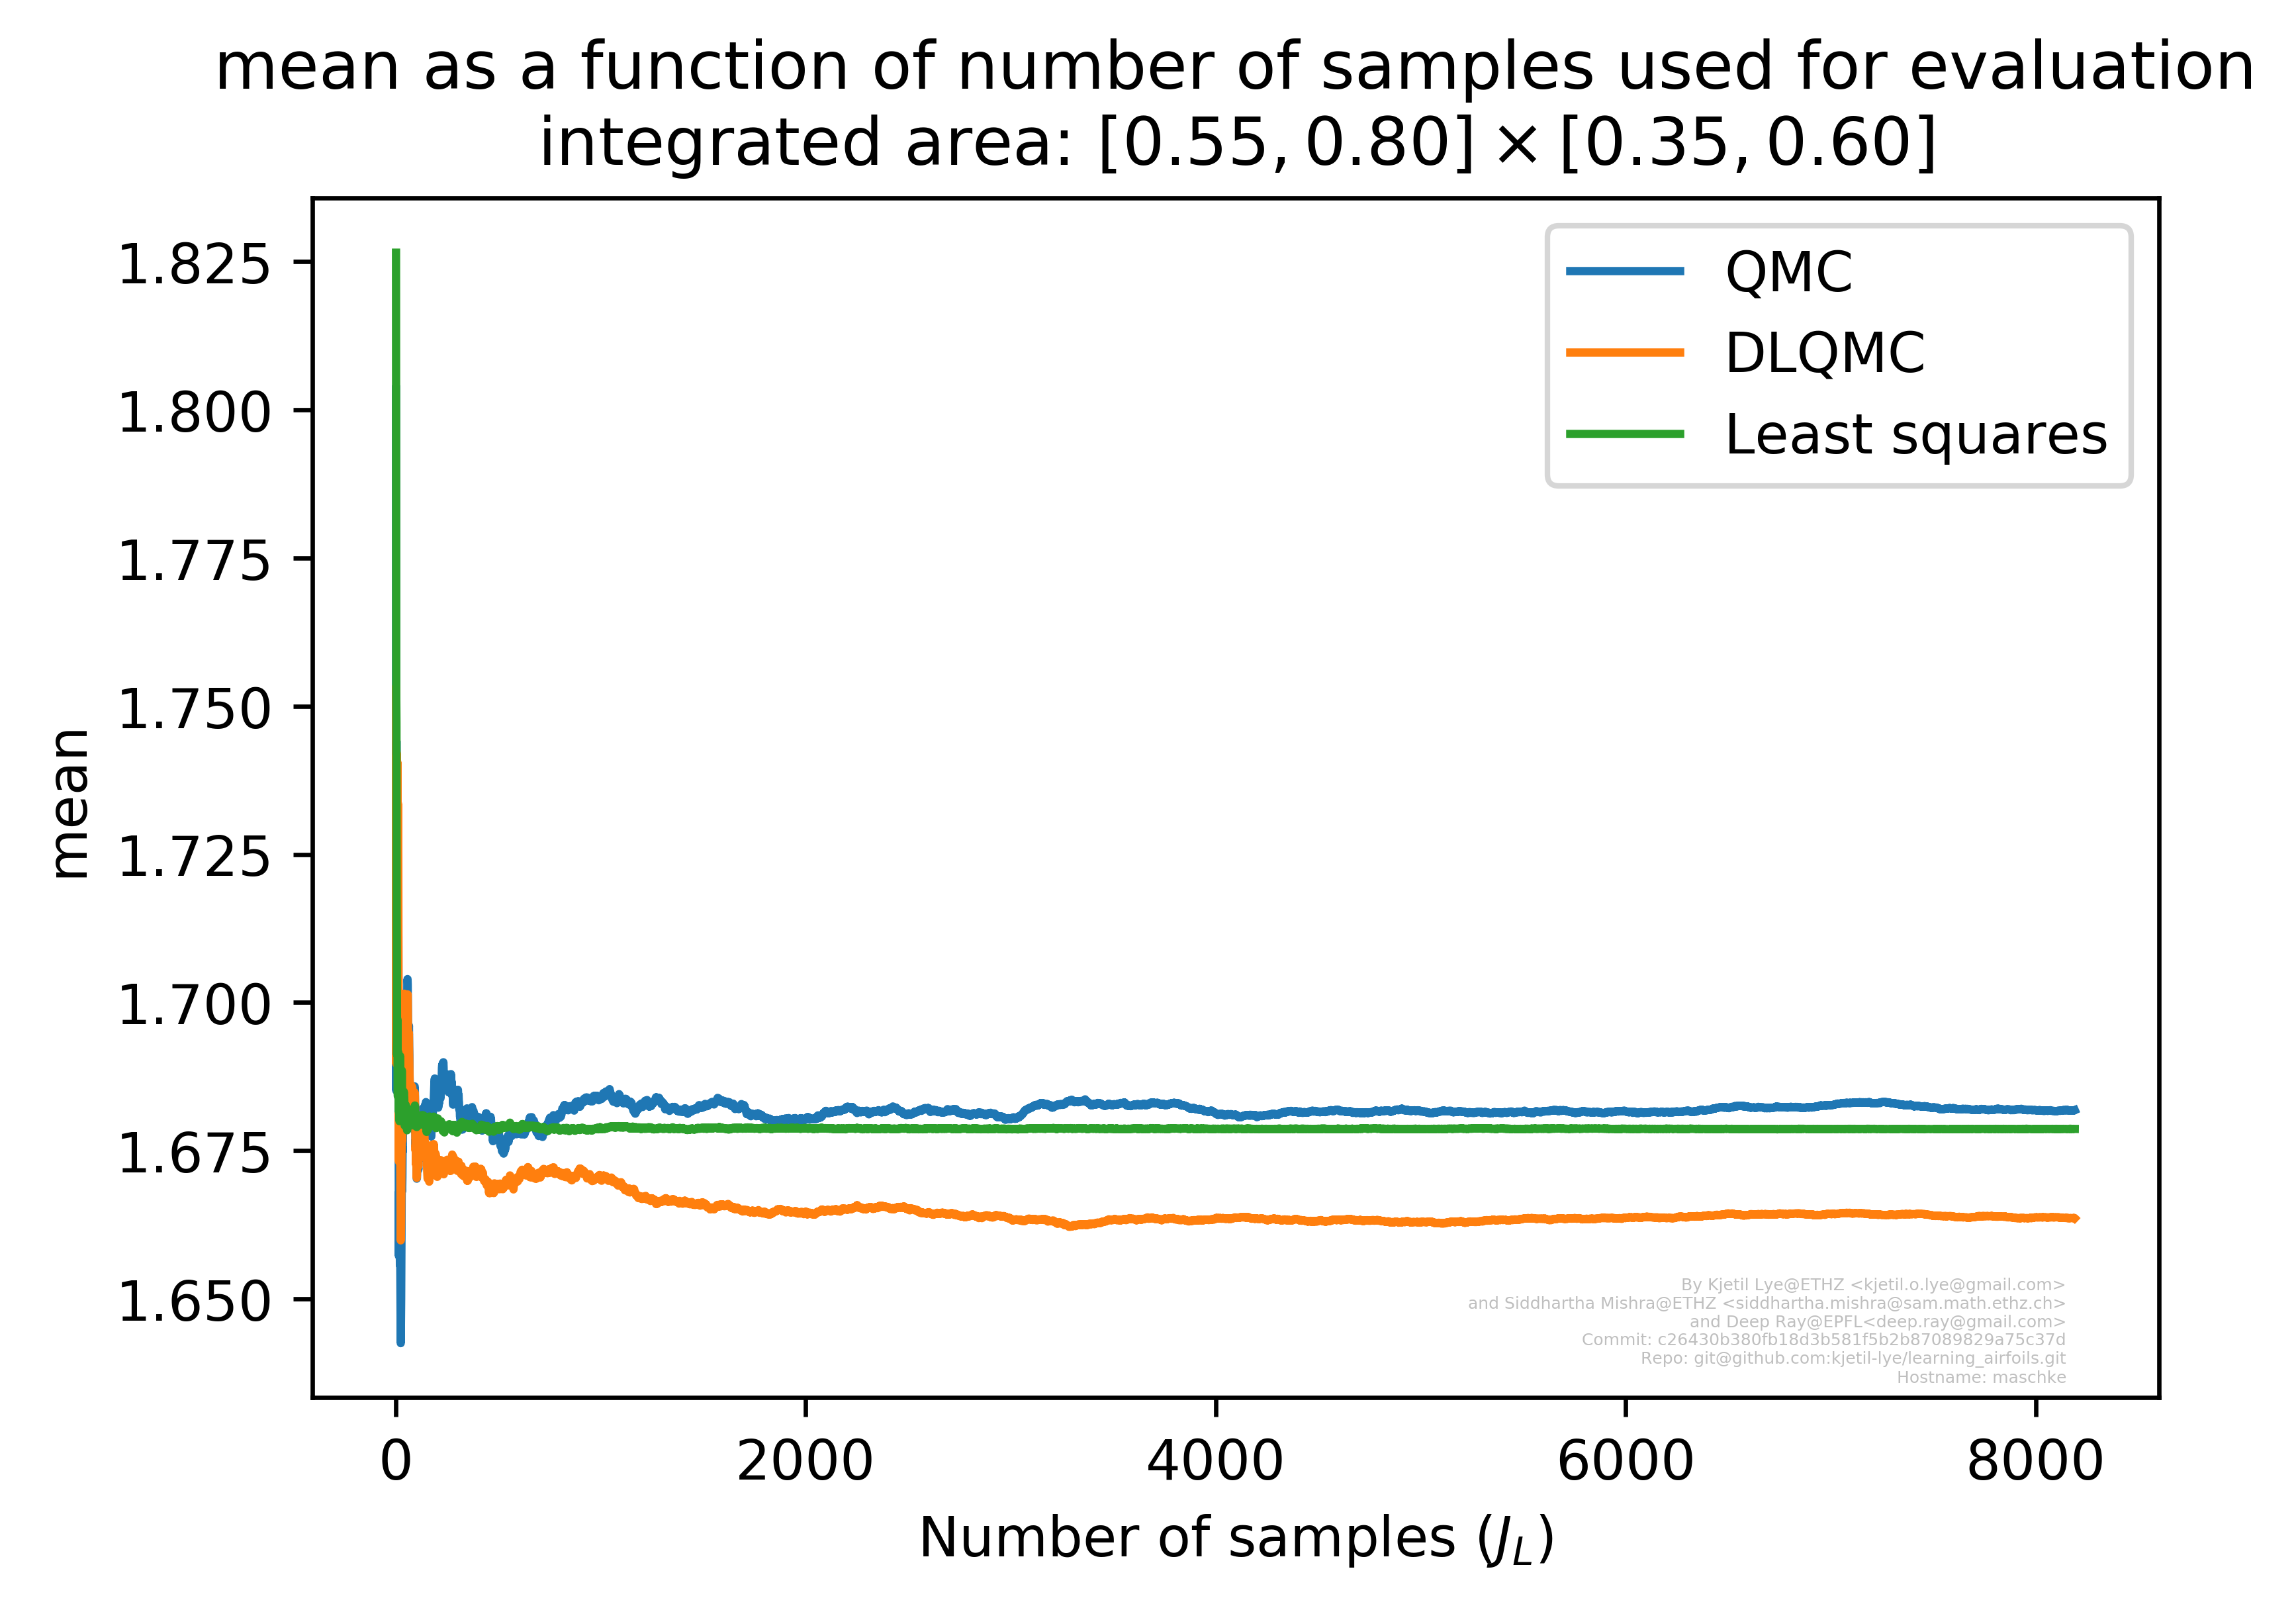 mean as a function of number of samples used for evaluation
integrated area: [0.55, 0.80] × [0.35, 0.60]
1.825
1.800
1.775
1.750
1.725
1.700
1.675
1.650
mean
QMC
DLQMC
Least squares
By Kjetil Lye@ETHZ <kjetil.o.lye@gmail.com>
and Siddhartha Mishra@ETHZ <siddhartha.mishra@sam.math.ethz.ch>
and Deep Ray@EPFL<deep.ray@gmail.com>
Commit: c26430b380fb18d3b581f5b2b87089829a75c37d
Repo: git@github.com:kjetil-lye/learning_airfoils.git
Hostname: maschke
0 2000 4000 6000 8000
Number of samples (J_L)